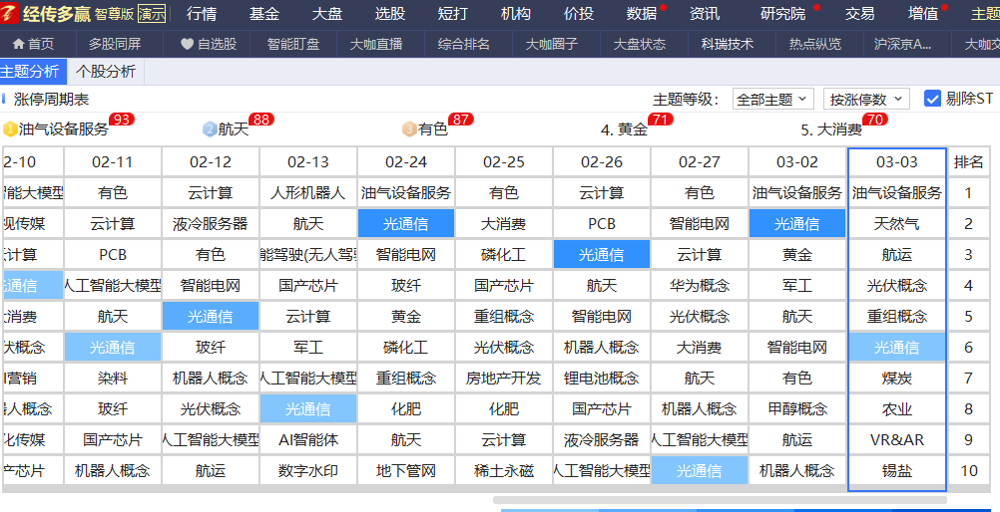 经传多赢 智尊版 演示 行情 基金 大盘 选股 短打 机构 价投 数据 资讯 研究院 交易 增值 主题
首页 多股同屏 自选股 智能盯盘 大咖直播 综合排名 大咖圈子 大盘状态 科瑞技术 热点纵览 沪深京A... 大咖交
主题分析 个股分析
涨停周期表 主题等级： 全部主题 按涨停数 剔除ST
1 油气设备服务 93 2 航天 88 3 有色 87 4. 黄金 71 5. 大消费 70
2-10 02-11 02-12 02-13 02-24 02-25 02-26 02-27 03-02 03-03 排名
智能大模型 有色 云计算 人形机器人 油气设备服务 有色 云计算 有色 油气设备服务 油气设备服务 1
视传媒 云计算 液冷服务器 航天 光通信 大消费 PCB 智能电网 光通信 天然气 2
云计算 PCB 有色 能驾驶(无人驾驶 智能电网 磷化工 光通信 云计算 黄金 航运 3
光通信 人工智能大模型 智能电网 国产芯片 玻纤 国产芯片 航天 华为概念 军工 光伏概念 4
大消费 航天 光通信 云计算 黄金 重组概念 智能电网 光伏概念 航天 重组概念 5
光伏概念 光通信 玻纤 军工 磷化工 光伏概念 机器人概念 大消费 智能电网 光通信 6
AI营销 染料 机器人概念 人工智能大模型 重组概念 房地产开发 锂电池概念 航天 有色 煤炭 7
机器人概念 玻纤 光伏概念 光通信 化肥 化肥 国产芯片 机器人概念 甲醇概念 农业 8
文化传媒 国产芯片 人工智能大模型 AI智能体 航天 云计算 液冷服务器 人工智能大模型 航运 VR&AR 9
国产芯片 机器人概念 航运 数字水印 地下管网 稀土永磁 人工智能大模型 光通信 机器人概念 锡盐 10